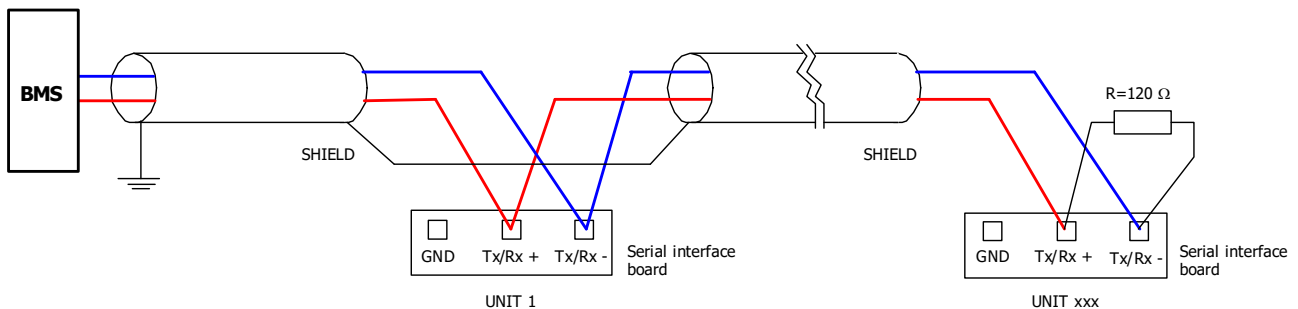 BMS
SHIELD
SHIELD
R=120 Ω
GND
Tx/Rx +
Tx/Rx -
Serial interface
board
UNIT 1
GND
Tx/Rx +
Tx/Rx -
Serial interface
board
UNIT xxx